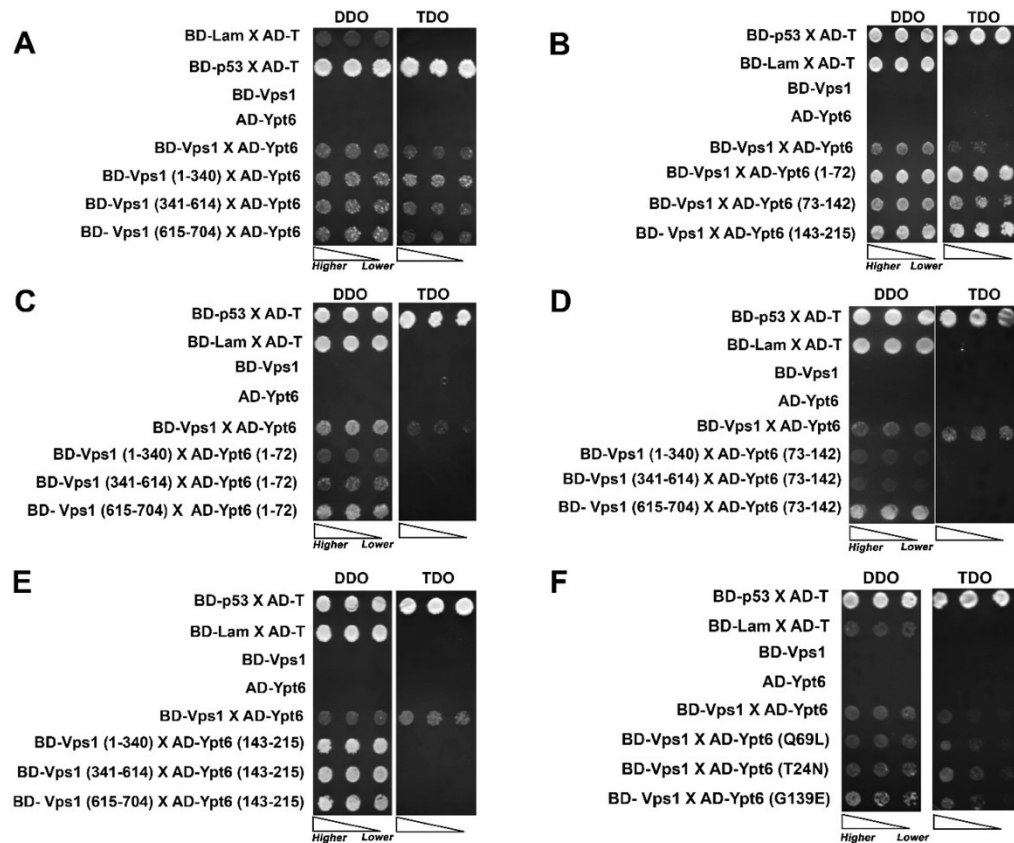 A
DDO TDO
BD-Lam X AD-T
BD-p53 X AD-T
BD-Vps1
AD-Ypt6
BD-Vps1 X AD-Ypt6
BD-Vps1 (1-340) X AD-Ypt6
BD-Vps1 (341-614) X AD-Ypt6
BD- Vps1 (615-704) X AD-Ypt6
Higher Lower
B
DDO TDO
BD-p53 X AD-T
BD-Lam X AD-T
BD-Vps1
AD-Ypt6
BD-Vps1 X AD-Ypt6
BD-Vps1 X AD-Ypt6 (1-72)
BD-Vps1 X AD-Ypt6 (73-142)
BD- Vps1 X AD-Ypt6 (143-215)
Higher Lower
C
DDO TDO
BD-p53 X AD-T
BD-Lam X AD-T
BD-Vps1
AD-Ypt6
BD-Vps1 X AD-Ypt6
BD-Vps1 (1-340) X AD-Ypt6 (1-72)
BD-Vps1 (341-614) X AD-Ypt6 (1-72)
BD- Vps1 (615-704) X AD-Ypt6 (1-72)
Higher Lower
D
DDO TDO
BD-p53 X AD-T
BD-Lam X AD-T
BD-Vps1
AD-Ypt6
BD-Vps1 X AD-Ypt6
BD-Vps1 (1-340) X AD-Ypt6 (73-142)
BD-Vps1 (341-614) X AD-Ypt6 (73-142)
BD- Vps1 (615-704) X AD-Ypt6 (73-142)
Higher Lower
E
DDO TDO
BD-p53 X AD-T
BD-Lam X AD-T
BD-Vps1
AD-Ypt6
BD-Vps1 X AD-Ypt6
BD-Vps1 (1-340) X AD-Ypt6 (143-215)
BD-Vps1 (341-614) X AD-Ypt6 (143-215)
BD- Vps1 (615-704) X AD-Ypt6 (143-215)
Higher Lower
F
DDO TDO
BD-p53 X AD-T
BD-Lam X AD-T
BD-Vps1
AD-Ypt6
BD-Vps1 X AD-Ypt6
BD-Vps1 X AD-Ypt6 (Q69L)
BD-Vps1 X AD-Ypt6 (T24N)
BD- Vps1 X AD-Ypt6 (G139E)
Higher Lower